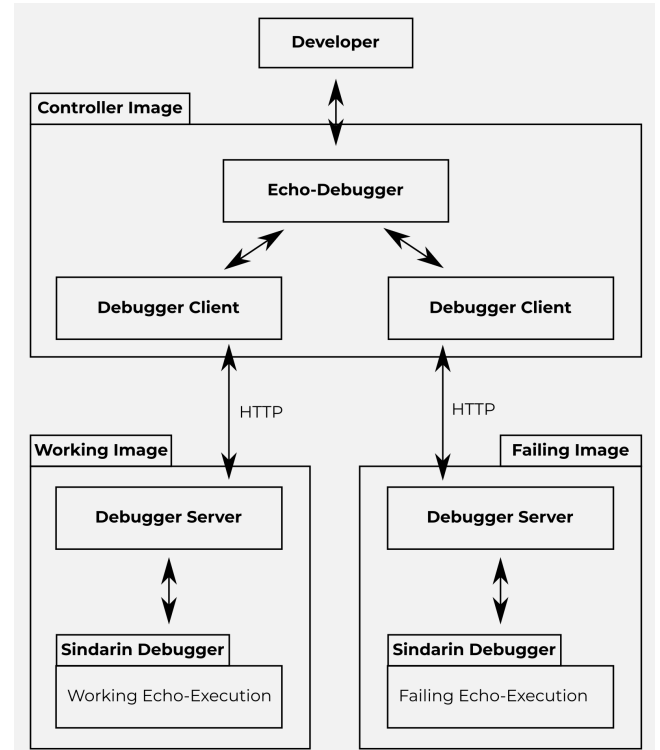 Developer
Controller Image
Echo-Debugger
Debugger Client
Debugger Client
HTTP
HTTP
Working Image
Failing Image
Debugger Server
Debugger Server
Sindarin Debugger
Sindarin Debugger
Working Echo-Execution
Failing Echo-Execution